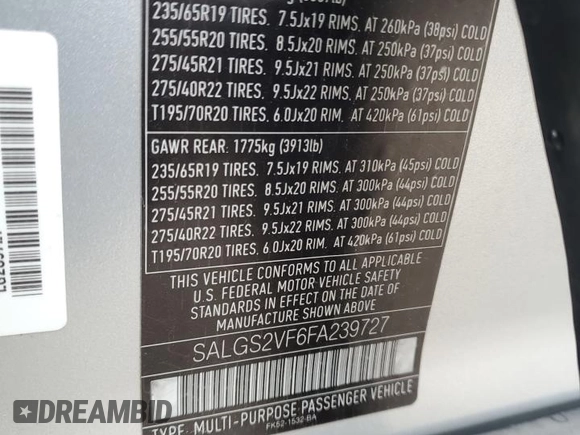 235/65R19 TIRES. 7.5Jx19 RIMS. AT 260kPa (38psi) COLD
255/55R20 TIRES. 8.5Jx20 RIMS. AT 250kPa (37psi) COLD
275/45R21 TIRES. 9.5Jx21 RIMS. AT 250kPa (37psi) COLD
275/40R22 TIRES. 9.5Jx22 RIMS. AT 250kPa (37psi) COLD
T195/70R20 TIRES. 6.0Jx20 RIM. AT 420kPa (61psi) COLD
GAWR REAR: 1775kg (3913lb)
235/65R19 TIRES. 7.5Jx19 RIMS. AT 310kPa (45psi) COLD
255/55R20 TIRES. 8.5Jx20 RIMS. AT 300kPa (44psi) COLD
275/45R21 TIRES. 9.5Jx21 RIMS. AT 300kPa (44psi) COLD
275/40R22 TIRES. 9.5Jx22 RIMS. AT 300kPa (44psi) COLD
T195/70R20 TIRES. 6.0Jx20 RIM. AT 420kPa (61psi) COLD
THIS VEHICLE CONFORMS TO ALL APPLICABLE
U.S. FEDERAL MOTOR VEHICLE SAFETY
STANDARDS IN EFFECT ON THE DATE OF
MANUFACTURE SHOWN ABOVE.
SALGS2VF6FA239727
TYPE: MULTI-PURPOSE PASSENGER VEHICLE
FK52-1532-BA
DREAMBID